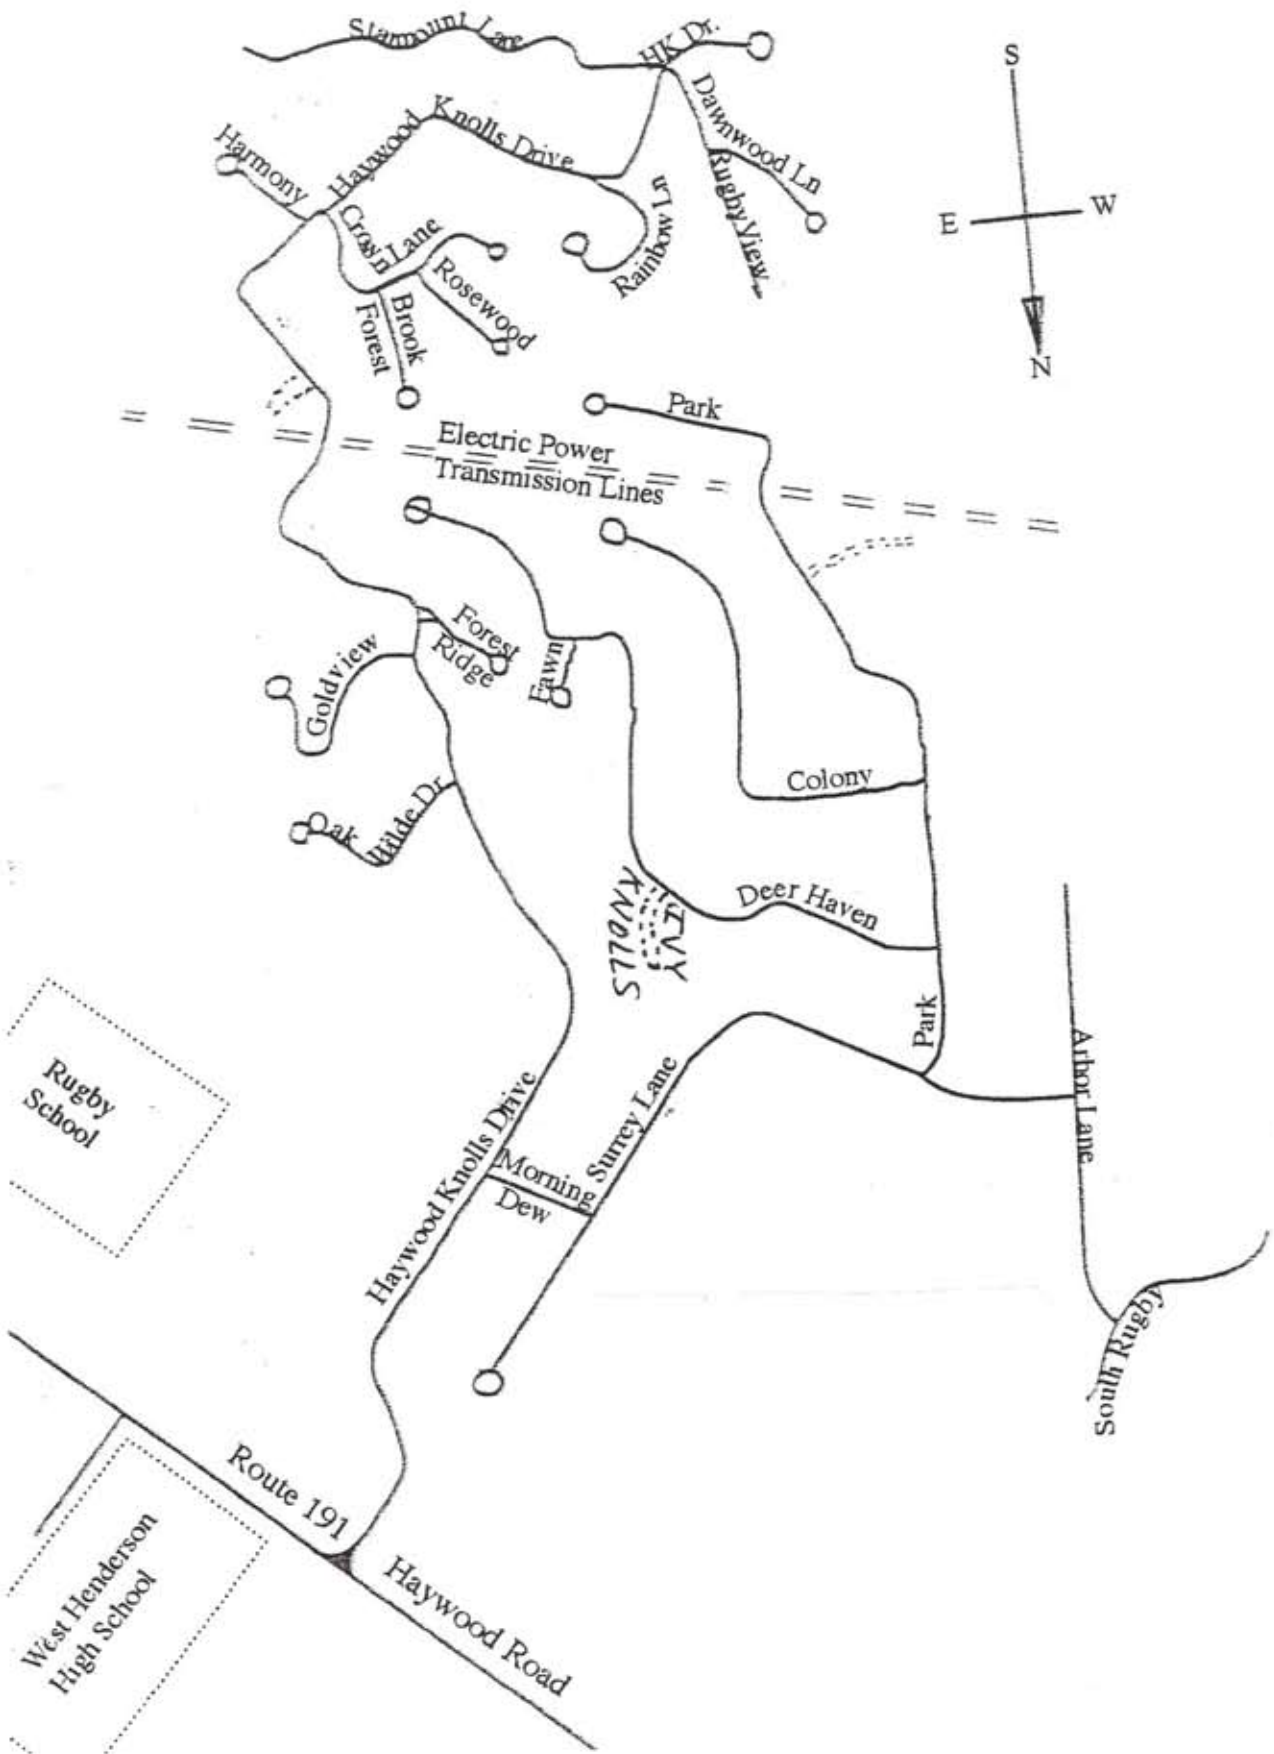 Starmount Lane
HK Dr.
S
Dawnwood Ln
Harmony
Haywood
Knolls Drive
Rugby View
E
W
Crown
Lane
Rainbow Ln
Rosewood
Brook
Forest
N
Park
Electric Power
Transmission Lines
Forest
Ridge
Fawn
Goldview
Colony
Oak
Wilde Dr.
Deer Haven
IVY
KNOLLS
Park
Arbor Lane
Rugby
School
Haywood Knolls Drive
Surrey Lane
Morning
Dew
South Rugby
Route 191
Haywood Road
West Henderson
High School